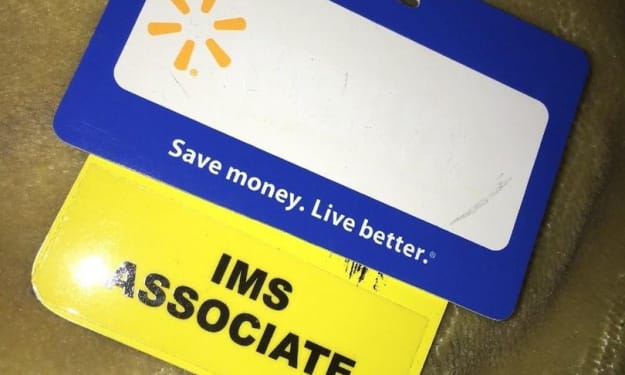 Save money. Live better.®
IMS
ASSOCIATE